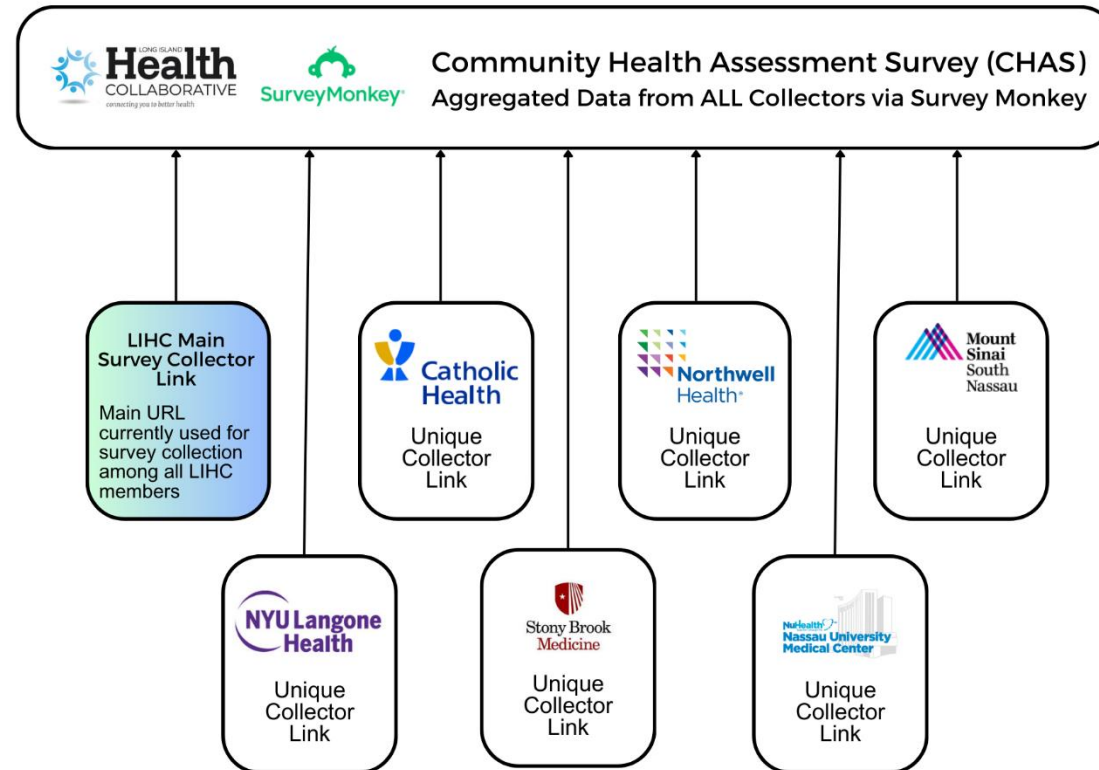 LONG ISLAND
Health
COLLABORATIVE
connecting you to better health
SurveyMonkey®
Community Health Assessment Survey (CHAS)
Aggregated Data from ALL Collectors via Survey Monkey
LIHC Main
Survey Collector
Link
Main URL
currently used for
survey collection
among all LIHC
members
Catholic
Health
Unique
Collector
Link
Northwell
Health®
Unique
Collector
Link
Mount
Sinai
South
Nassau
Unique
Collector
Link
NYU Langone
Health
Unique
Collector
Link
Stony Brook
Medicine
Unique
Collector
Link
NuHealth
Nassau University
Medical Center
Unique
Collector
Link